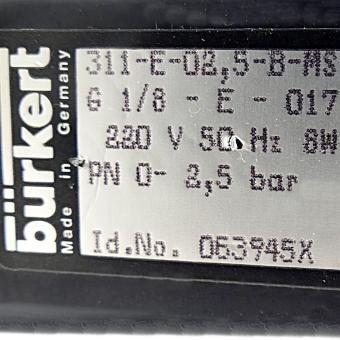 burkert
Made in Germany
311-E-02,5-B-MS
G 1/8 - E - 017
220 V 50 Hz 8W
PN 0- 2,5 bar
Id.No. 063945X